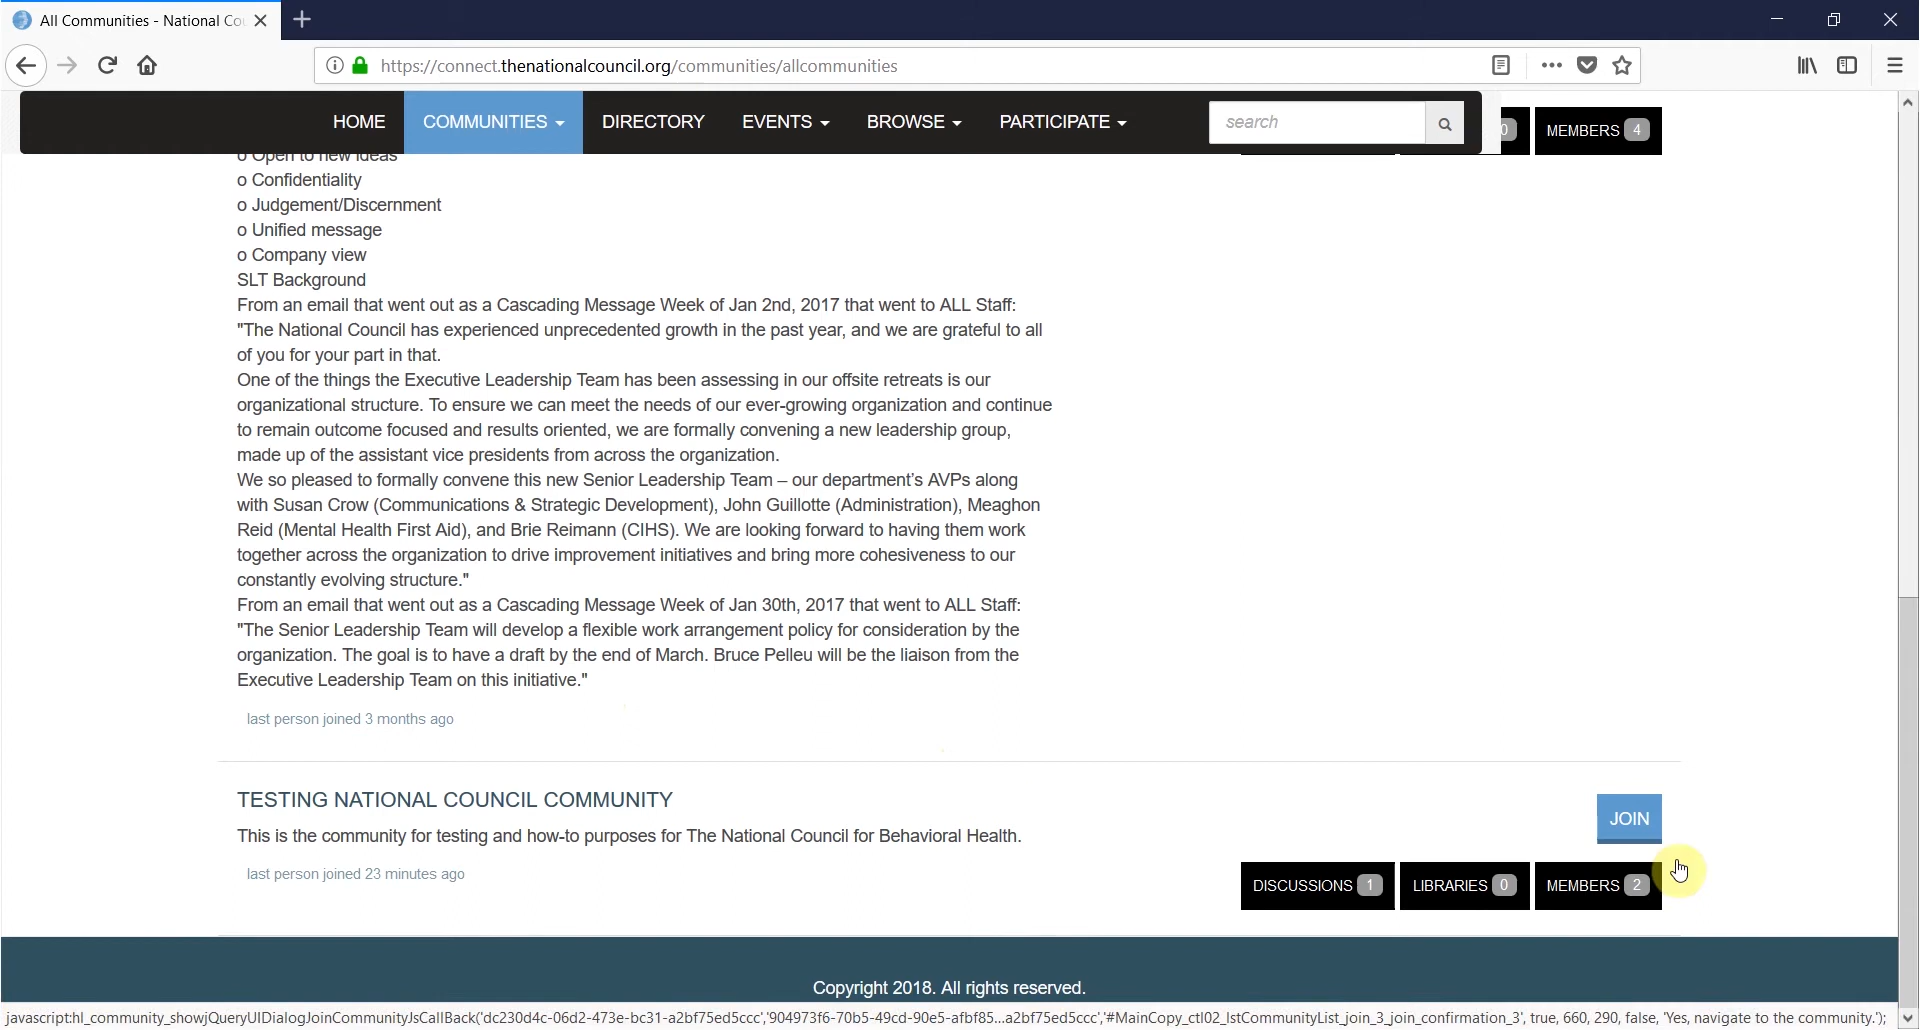 All Communities - National Co
https://connect.thenationalcouncil.org/communities/allcommunities
HOME COMMUNITIES DIRECTORY EVENTS BROWSE PARTICIPATE search 0 MEMBERS 4
o Open to new ideas
o Confidentiality
o Judgement/Discernment
o Unified message
o Company view
SLT Background
From an email that went out as a Cascading Message Week of Jan 2nd, 2017 that went to ALL Staff:
"The National Council has experienced unprecedented growth in the past year, and we are grateful to all
of you for your part in that.
One of the things the Executive Leadership Team has been assessing in our offsite retreats is our
organizational structure. To ensure we can meet the needs of our ever-growing organization and continue
to remain outcome focused and results oriented, we are formally convening a new leadership group,
made up of the assistant vice presidents from across the organization.
We so pleased to formally convene this new Senior Leadership Team – our department's AVPs along
with Susan Crow (Communications & Strategic Development), John Guillotte (Administration), Meaghon
Reid (Mental Health First Aid), and Brie Reimann (CIHS). We are looking forward to having them work
together across the organization to drive improvement initiatives and bring more cohesiveness to our
constantly evolving structure."
From an email that went out as a Cascading Message Week of Jan 30th, 2017 that went to ALL Staff:
"The Senior Leadership Team will develop a flexible work arrangement policy for consideration by the
organization. The goal is to have a draft by the end of March. Bruce Pelleu will be the liaison from the
Executive Leadership Team on this initiative."
last person joined 3 months ago
TESTING NATIONAL COUNCIL COMMUNITY
JOIN
This is the community for testing and how-to purposes for The National Council for Behavioral Health.
last person joined 23 minutes ago
DISCUSSIONS 1 LIBRARIES 0 MEMBERS 2
Copyright 2018. All rights reserved.
javascript:hl_community_showjQueryUIDialogJoinCommunityJsCallBack('dc230d4c-06d2-473e-bc31-a2bf75ed5ccc','904973f6-70b5-49cd-90e5-afbf85...a2bf75ed5ccc','#MainCopy_ctl02_lstCommunityList_join_3_join_confirmation_3', true, 660, 290, false, 'Yes, navigate to the community.');